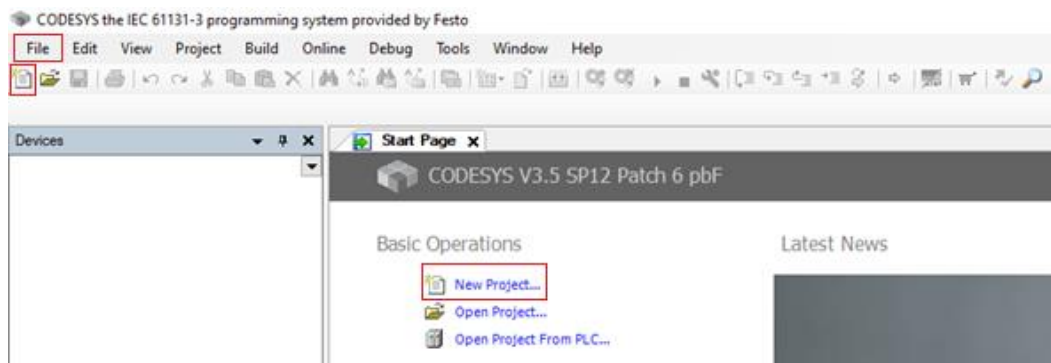 CODESYS the IEC 61131-3 programming system provided by Festo
File Edit View Project Build Online Debug Tools Window Help
Devices
Start Page
CODESYS V3.5 SP12 Patch 6 pbF
Basic Operations
Latest News
New Project...
Open Project...
Open Project From PLC...